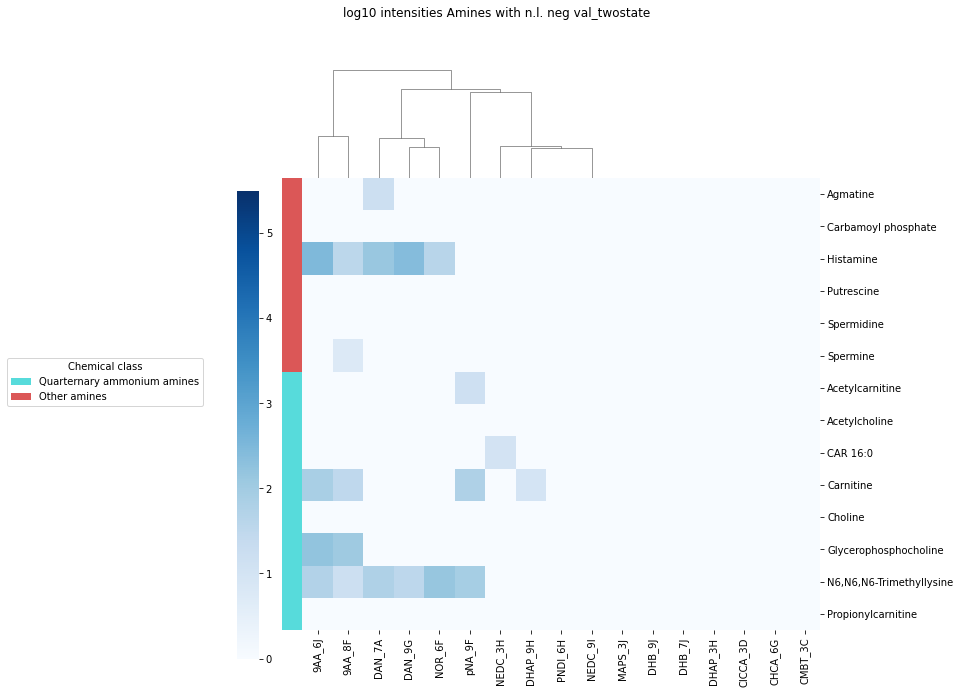 log10 intensities Amines with n.l. neg val_twostate
5
4
3
2
1
0
Chemical class
Quarternary ammonium amines
Other amines
Agmatine
Carbamoyl phosphate
Histamine
Putrescine
Spermidine
Spermine
Acetylcarnitine
Acetylcholine
CAR 16:0
Carnitine
Choline
Glycerophosphocholine
N6,N6,N6-Trimethyllysine
Propionylcarnitine
9AA_6J
9AA_8F
DAN_7A
DAN_9G
NOR_6F
pNA_9F
NEDC_3H
DHAP_9H
PNDI_6H
NEDC_9I
MAPS_3J
DHB_9J
DHB_7J
DHAP_3H
ClCCA_3D
CHCA_6G
CMBT_3C